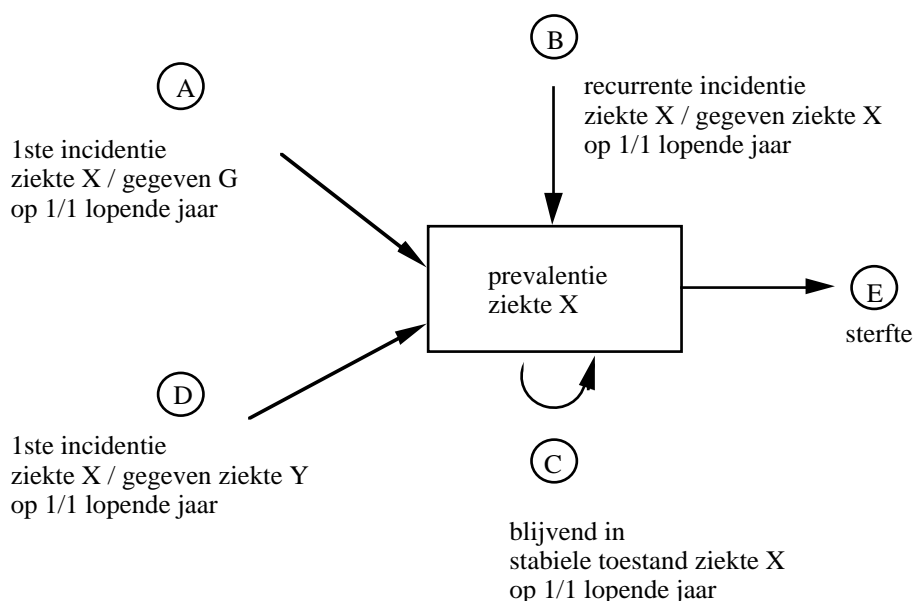 B
A
recurrente incidentie
ziekte X / gegeven ziekte X
op 1/1 lopende jaar
1ste incidentie
ziekte X / gegeven G
op 1/1 lopende jaar
prevalentie
ziekte X
E
sterfte
D
1ste incidentie
ziekte X / gegeven ziekte Y
op 1/1 lopende jaar
C
blijvend in
stabiele toestand ziekte X
op 1/1 lopende jaar